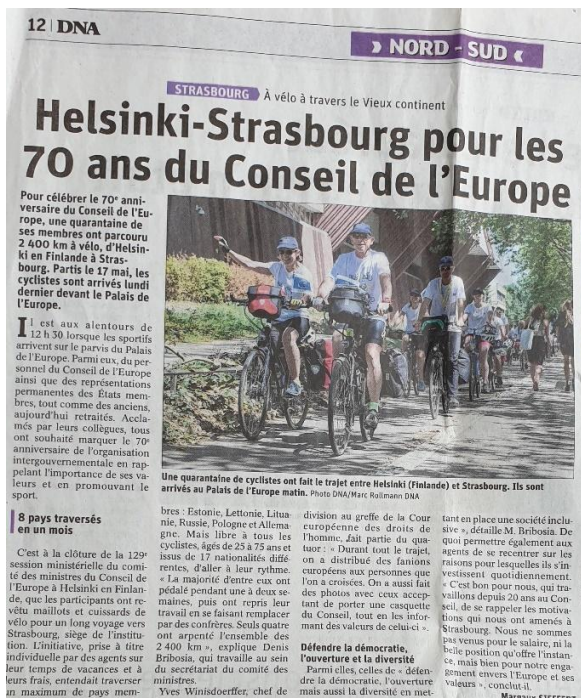 12 | DNA
› NORD - SUD ‹
STRASBOURG À vélo à travers le Vieux continent
Helsinki-Strasbourg pour les
70 ans du Conseil de l'Europe
Pour célébrer le 70e anni-
versaire du Conseil de l'Eu-
rope, une quarantaine de
ses membres ont parcouru
2 400 km à vélo, d'Helsin-
ki en Finlande à Stras-
bourg. Partis le 17 mai, les
cyclistes sont arrivés lundi
dernier devant le Palais de
l'Europe.
Il est aux alentours de
12 h 30 lorsque les sportifs
arrivent sur le parvis du Palais
de l'Europe. Parmi eux, du per-
sonnel du Conseil de l'Europe
ainsi que des représentations
permanentes des États mem-
bres, tout comme des anciens,
aujourd'hui retraités. Accla-
més par leurs collègues, tous
ont souhaité marquer le 70e
anniversaire de l'organisation
intergouvernementale en rap-
pelant l'importance de ses va-
leurs et en promouvant le
sport.
8 pays traversés
en un mois
C'est à la clôture de la 129e
session ministérielle du comi-
té des ministres du Conseil de
l'Europe à Helsinki en Finlan-
de, que les participants ont re-
vêtu maillots et cuissards de
vélo pour un long voyage vers
Strasbourg, siège de l'institu-
tion. L'initiative, prise à titre
individuel par des agents sur
leur temps de vacances et à
leurs frais, entendait traverser
un maximum de pays mem-
Une quarantaine de cyclistes ont fait le trajet entre Helsinki (Finlande) et Strasbourg. Ils sont
arrivés au Palais de l'Europe matin. Photo DNA/Marc Rollmann DNA
bres : Estonie, Lettonie, Litua-
nie, Russie, Pologne et Allema-
gne. Mais libre à tous les
cyclistes, âgés de 25 à 75 ans et
issus de 17 nationalités diffé-
rentes, d'aller à leur rythme.
« La majorité d'entre eux ont
pédalé pendant une à deux se-
maines, puis ont repris leur
travail en se faisant remplacer
par des confrères. Seuls quatre
ont arpenté l'ensemble des
2 400 km », explique Denis
Bribosia, qui travaille au sein
du secrétariat du comité des
ministres.
Yves Winisdoerffer, chef de
division au greffe de la Cour
européenne des droits de
l'homme, fait partie du qua-
tuor : « Durant tout le trajet,
on a distribué des fanions
européens aux personnes que
l'on a croisées. On a aussi fait
des photos avec ceux accep-
tant de porter une casquette
du Conseil, tout en les infor-
mant des valeurs de celui-ci ».
Défendre la démocratie,
l'ouverture et la diversité
Parmi elles, celles de « défen-
dre la démocratie, l'ouverture
mais aussi la diversité en met-
tant en place une société inclu-
sive », détaille M. Bribosia. De
quoi permettre également aux
agents de se recentrer sur les
raisons pour lesquelles ils s'in-
vestissent quotidiennement.
« C'est bon pour nous, qui tra-
vaillons depuis 20 ans au Con-
seil, de se rappeler les motiva-
tions qui nous ont amenés à
Strasbourg. Nous ne sommes
pas venus pour le salaire, ni la
belle position qu'offre l'instan-
ce, mais bien pour notre enga-
gement envers l'Europe et ses
valeurs », conclut-il.